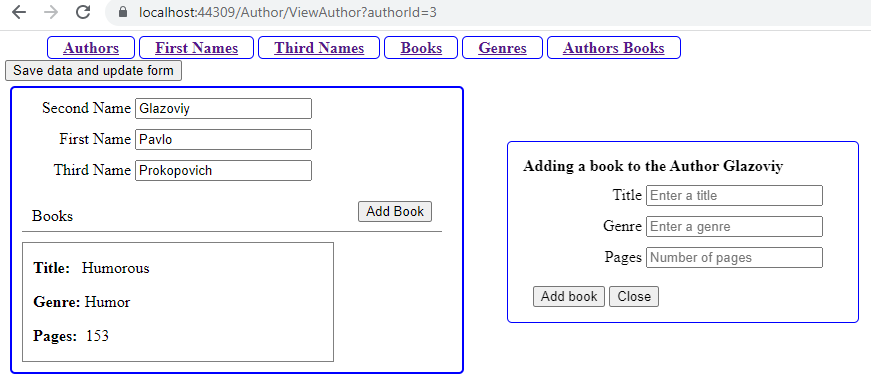 localhost:44309/Author/ViewAuthor?authorId=3
Authors First Names Third Names Books Genres Authors Books
Save data and update form
Second Name Glazoviy
First Name Pavlo
Third Name Prokopovich
Books Add Book
Title: Humorous
Genre: Humor
Pages: 153
Adding a book to the Author Glazoviy
Title Enter a title
Genre Enter a genre
Pages Number of pages
Add book Close